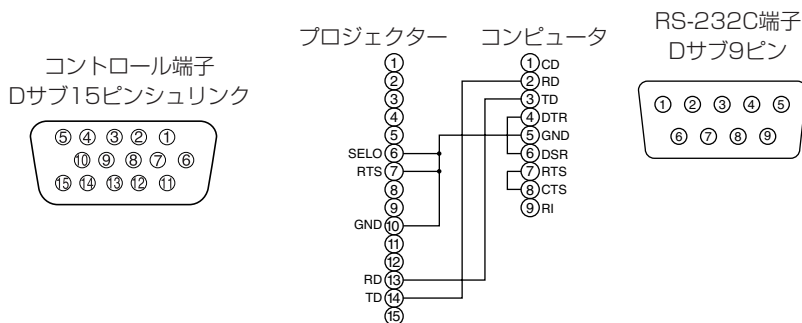 コントロール端子
Dサブ15ピンシュリンク
⑤ ④ ③ ② ①
⑩ ⑨ ⑧ ⑦ ⑥
⑮ ⑭ ⑬ ⑫ ⑪
プロジェクター
①
②
③
④
⑤
SELO ⑥
RTS ⑦
⑧
⑨
GND ⑩
⑪
⑫
RD ⑬
TD ⑭
⑮
コンピュータ
① CD
② RD
③ TD
④ DTR
⑤ GND
⑥ DSR
⑦ RTS
⑧ CTS
⑨ RI
RS-232C端子
Dサブ9ピン
① ② ③ ④ ⑤
⑥ ⑦ ⑧ ⑨